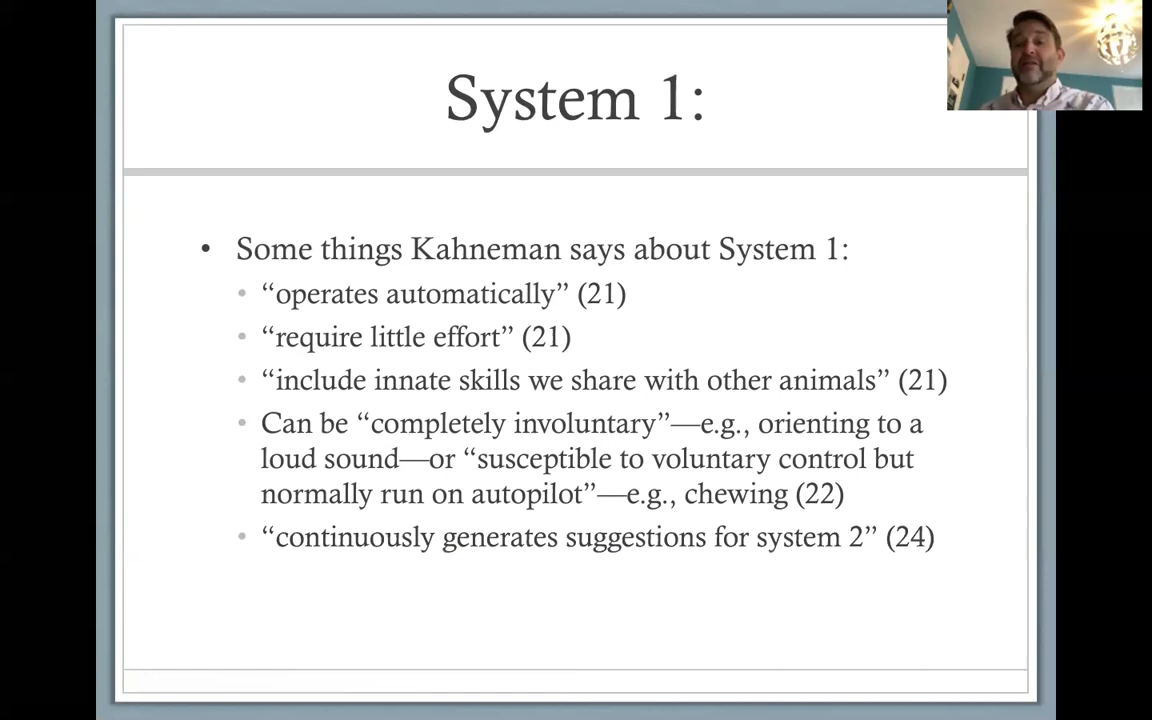 System 1:
• Some things Kahneman says about System 1:
• “operates automatically” (21)
• “require little effort” (21)
• “include innate skills we share with other animals” (21)
• Can be “completely involuntary”—e.g., orienting to a
loud sound—or “susceptible to voluntary control but
normally run on autopilot”—e.g., chewing (22)
• “continuously generates suggestions for system 2” (24)